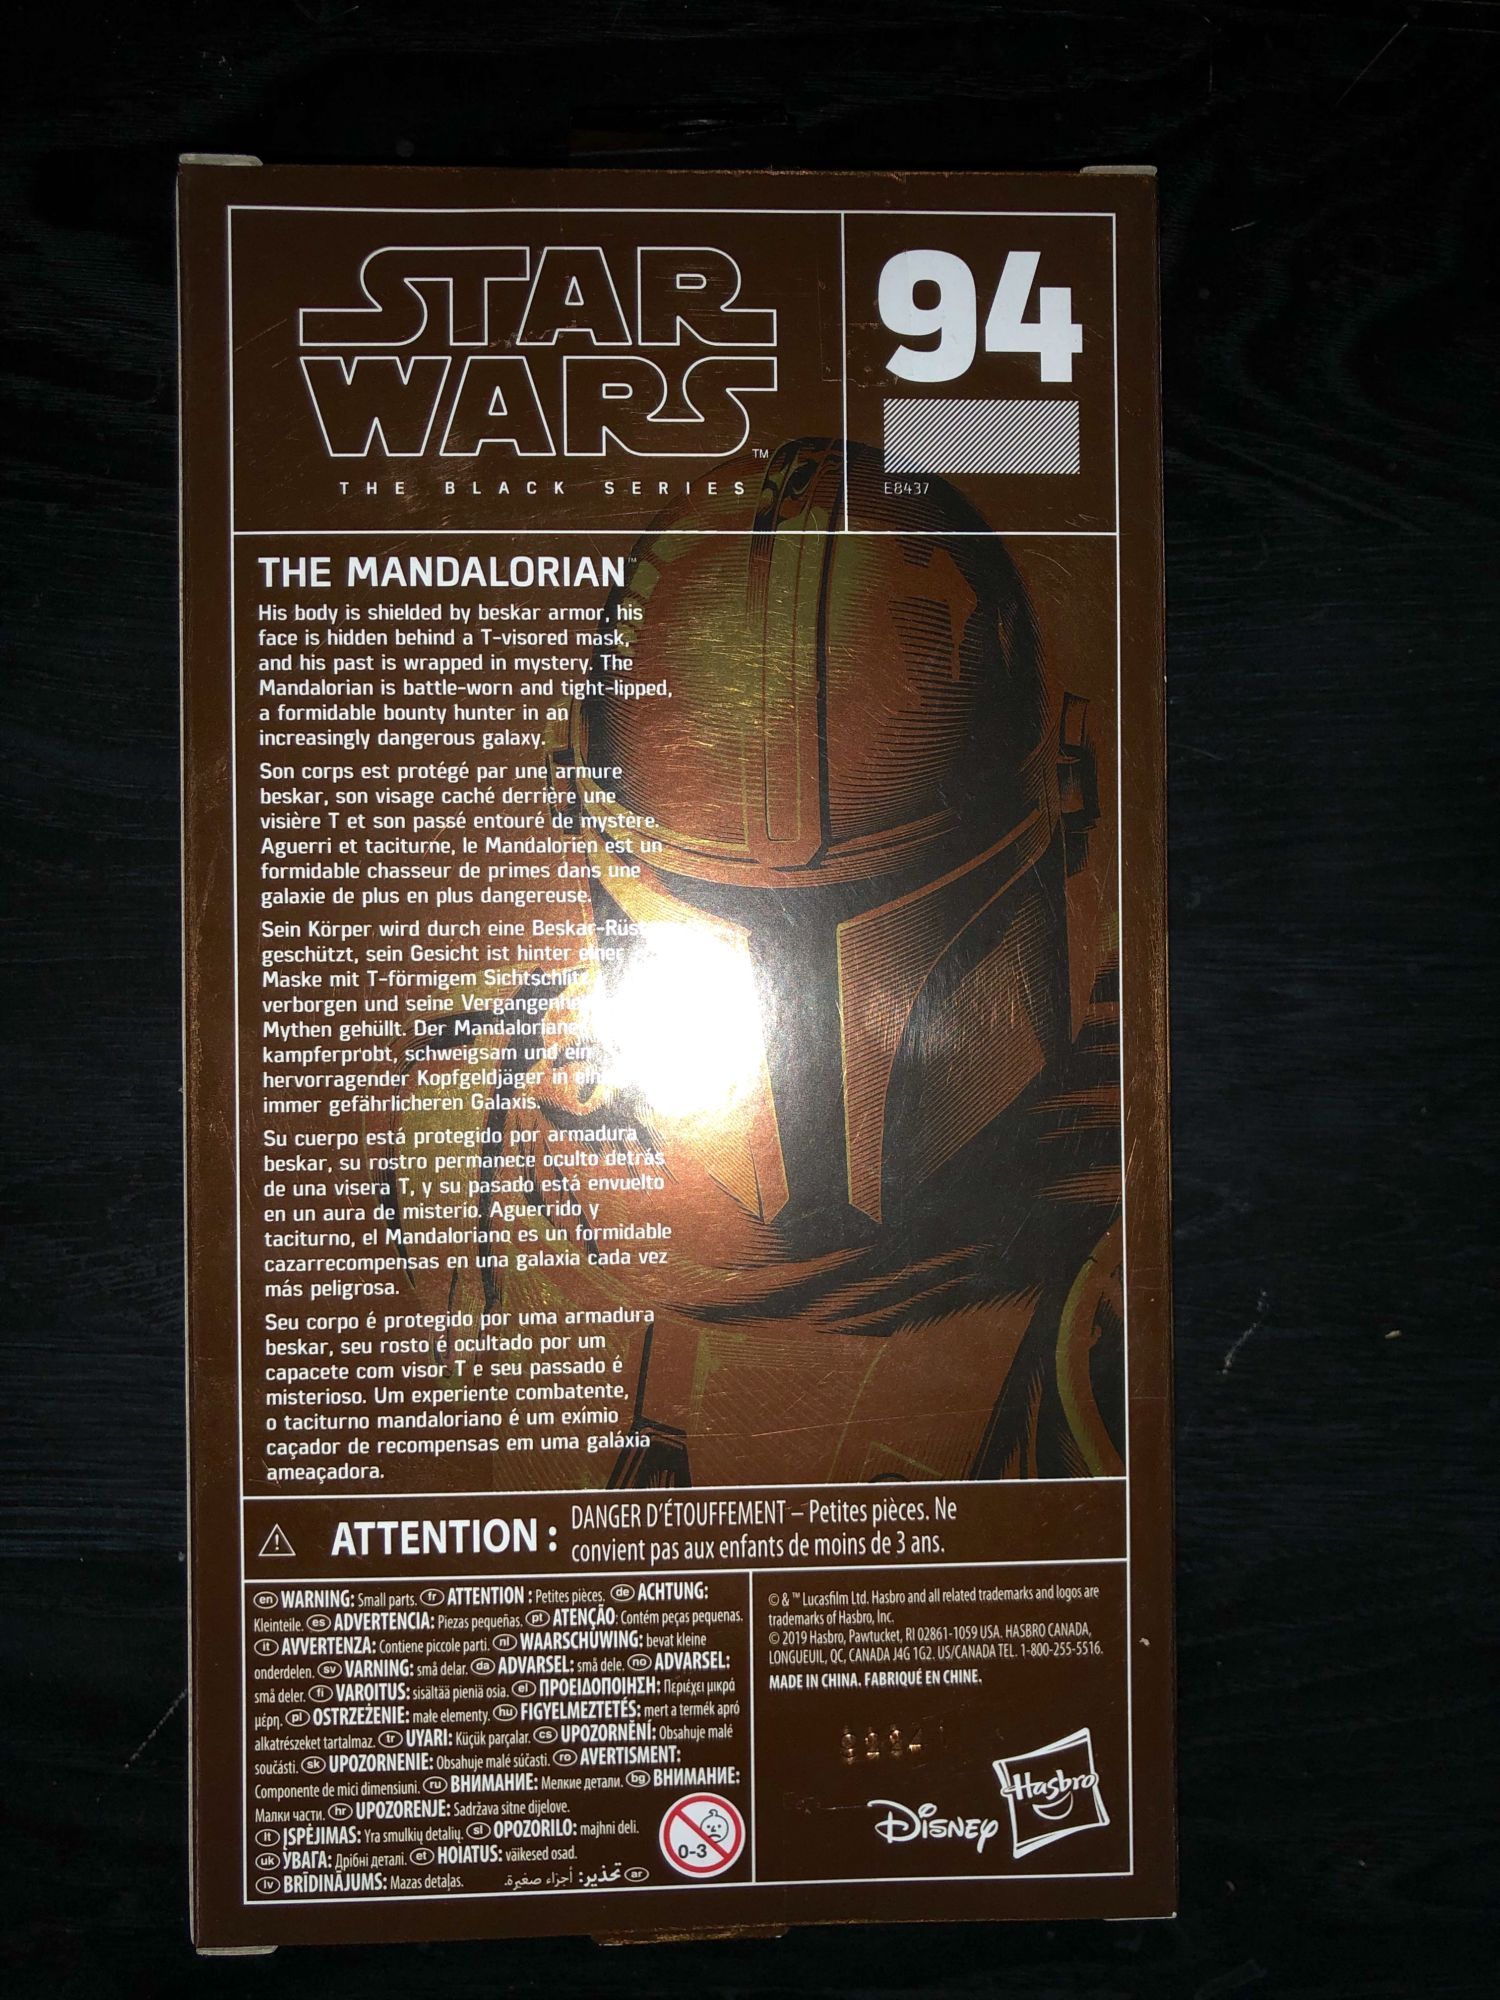 STAR
WARS
TM
THE BLACK SERIES
94
E8437
THE MANDALORIAN™
His body is shielded by beskar armor, his
face is hidden behind a T-visored mask,
and his past is wrapped in mystery. The
Mandalorian is battle-worn and tight-lipped,
a formidable bounty hunter in an
increasingly dangerous galaxy.
Son corps est protégé par une armure
beskar, son visage caché derrière une
visière T et son passé entouré de mystère.
Aguerri et taciturne, le Mandalorien est un
formidable chasseur de primes dans une
galaxie de plus en plus dangereuse.
Sein Körper wird durch eine
geschützt, sein Gesicht ist hinter einer
Maske mit T-förmigem Sichtschlitz
verborgen und seine
Mythen gehüllt. Der Mandalorianer
kampferprobt, schweigsam und ein
hervorragender Kopfgeldjäger in
immer gefährlicheren Galaxis.
Su cuerpo está protegido por armadura
beskar, su rostro permanece oculto detrás
de una visera T, y su pasado está envuelto
en un aura de misterio. Aguerrido y
taciturno, el Mandaloriano es un formidable
cazarrecompensas en una galaxia cada vez
más peligrosa.
Seu corpo é protegido por uma armadura
beskar, seu rosto é ocultado por um
capacete com visor T e seu passado é
misterioso. Um experiente combatente,
o taciturno mandaloriano é um exímio
caçador de recompensas em uma galáxia
ameaçadora.
ATTENTION : DANGER D'ÉTOUFFEMENT – Petites pièces. Ne
convient pas aux enfants de moins de 3 ans.
en WARNING: Small parts. fr ATTENTION : Petites pièces. de ACHTUNG:
Kleinteile. es ADVERTENCIA: Piezas pequeñas. pt ATENÇÃO: Contém peças pequenas.
it AVVERTENZA: Contiene piccole parti. nl WAARSCHUWING: bevat kleine
onderdelen. sv VARNING: små delar. da ADVARSEL: små dele. no ADVARSEL:
små deler. fi VAROITUS: sisältää pieniä osia. el ΠΡΟΕΙΔΟΠΟΙΗΣΗ: Περιέχει μικρά
μέρη. pl OSTRZEŻENIE: małe elementy. hu FIGYELMEZTETÉS: mert a termék apró
alkatrészeket tartalmaz. tr UYARI: Küçük parçalar. cs UPOZORNĚNÍ: Obsahuje malé
součásti. sk UPOZORNENIE: Obsahuje malé súčasti. ro AVERTISMENT:
Componente de mici dimensiuni. ru ВНИМАНИЕ: Мелкие детали. bg ВНИМАНИЕ:
Малки части. hr UPOZORENJE: Sadržava sitne dijelove.
lt ĮSPĖJIMAS: Yra smulkių detalių. sl OPOZORILO: majhni deli.
uk УВАГА: Дрібні деталі. et HOIATUS: väikesed osad.
lv BRĪDINĀJUMS: Mazas detaļas. ar تحذير: أجزاء صغيرة.
0-3
© & ™ Lucasfilm Ltd. Hasbro and all related trademarks and logos are
trademarks of Hasbro, Inc.
© 2019 Hasbro, Pawtucket, RI 02861-1059 USA. HASBRO CANADA,
LONGUEUIL, QC, CANADA J4G 1G2. US/CANADA TEL. 1-800-255-5516.
MADE IN CHINA. FABRIQUÉ EN CHINE.
Disney
Hasbro